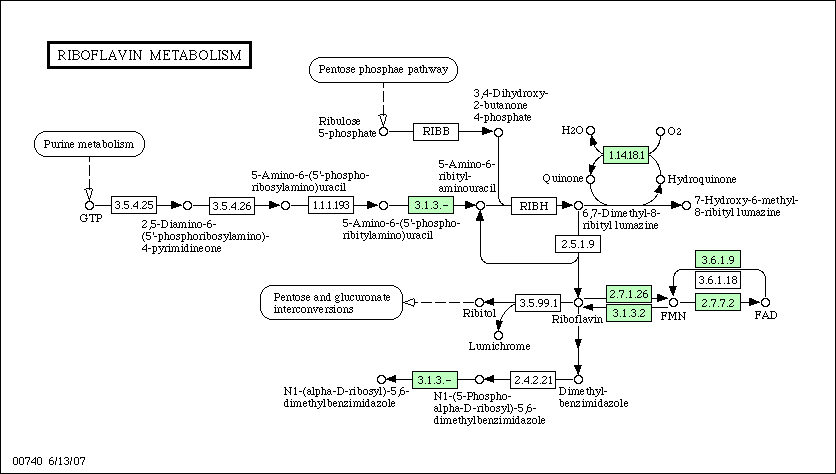 RIBOFLAVIN METABOLISM
Pentose phosphae pathway
3,4-Dihydroxy-
2-butanone
4-phosphate
Ribulose
5-phosphate
RIBB
H2O
O2
1.14.18.1
Purine metabolism
5-Amino-6-(5'-phospho-
ribosylamino)uracil
5-Amino-6-
ribityl-
aminouracil
Quinone
Hydroquinone
GTP
3.5.4.25
3.5.4.26
1.1.1.193
3.1.3.-
RIBH
7-Hydroxy-6-methyl-
8-ribityl lumazine
2,5-Diamino-6-
(5'-phosphoribosylamino)-
4-pyrimidineone
5-Amino-6-(5'-phospho-
ribitylamino)uracil
6,7-Dimethyl-8-
ribityl lumazine
2.5.1.9
3.6.1.9
3.6.1.18
Pentose and glucuronate
interconversions
Ribitol
3.5.99.1
Riboflavin
2.7.1.26
3.1.3.2
FMN
2.7.7.2
FAD
Lumichrome
3.1.3.-
2.4.2.21
N1-(alpha-D-ribosyl)-5,6-
dimethylbenzimidazole
N1-(5-Phospho-
alpha-D-ribosyl)-5,6-
dimethylbenzimidazole
Dimethyl-
benzimidazole
00740 6/13/07